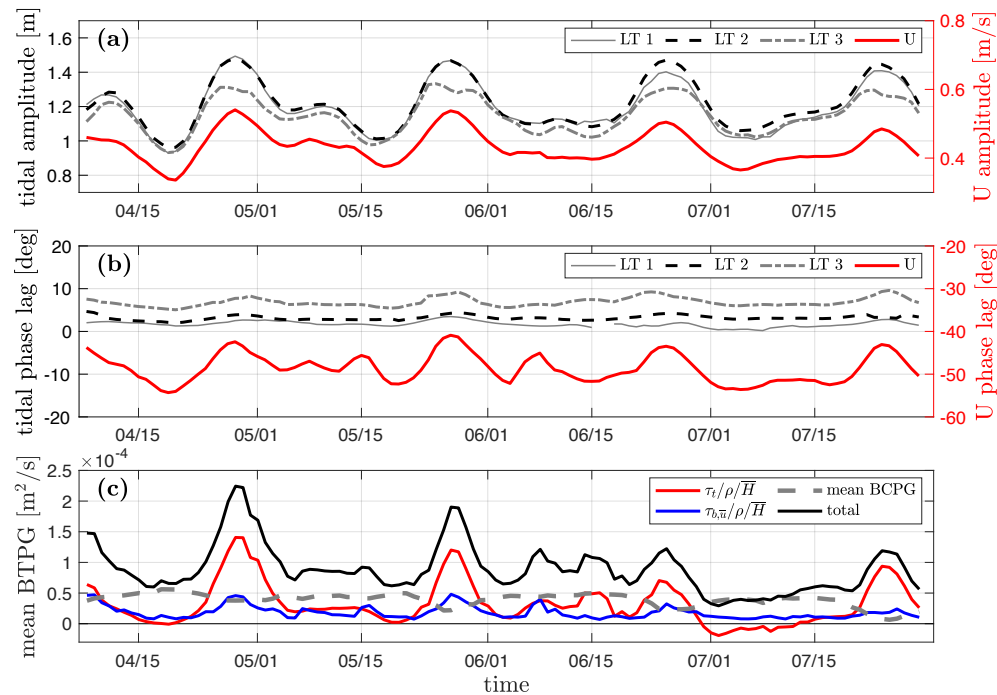 (a)
LT 1 LT 2 LT 3 U
tidal amplitude [m]
1.6
1.4
1.2
1
0.8
U amplitude [m/s]
0.8
0.6
0.4
04/15 05/01 05/15 06/01 06/15 07/01 07/15
(b)
LT 1 LT 2 LT 3 U
tidal phase lag [deg]
20
10
0
-10
-20
U phase lag [deg]
-20
-30
-40
-50
-60
04/15 05/01 05/15 06/01 06/15 07/01 07/15
×10⁻⁴
(c)
τ_t/ρ/H̅ mean BCPG
τ_{b,u̅}/ρ/H̅ total
mean BTPG [m²/s]
2.5
2
1.5
1
0.5
0
04/15 05/01 05/15 06/01 06/15 07/01 07/15
time